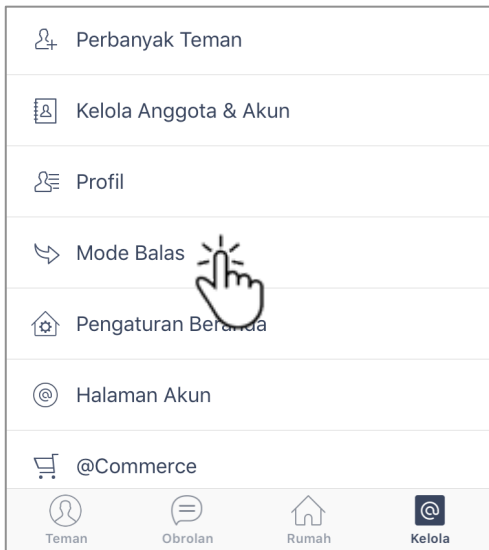 Perbanyak Teman
Kelola Anggota & Akun
Profil
Mode Balas
Pengaturan Beranda
Halaman Akun
@Commerce
Teman Obrolan Rumah Kelola